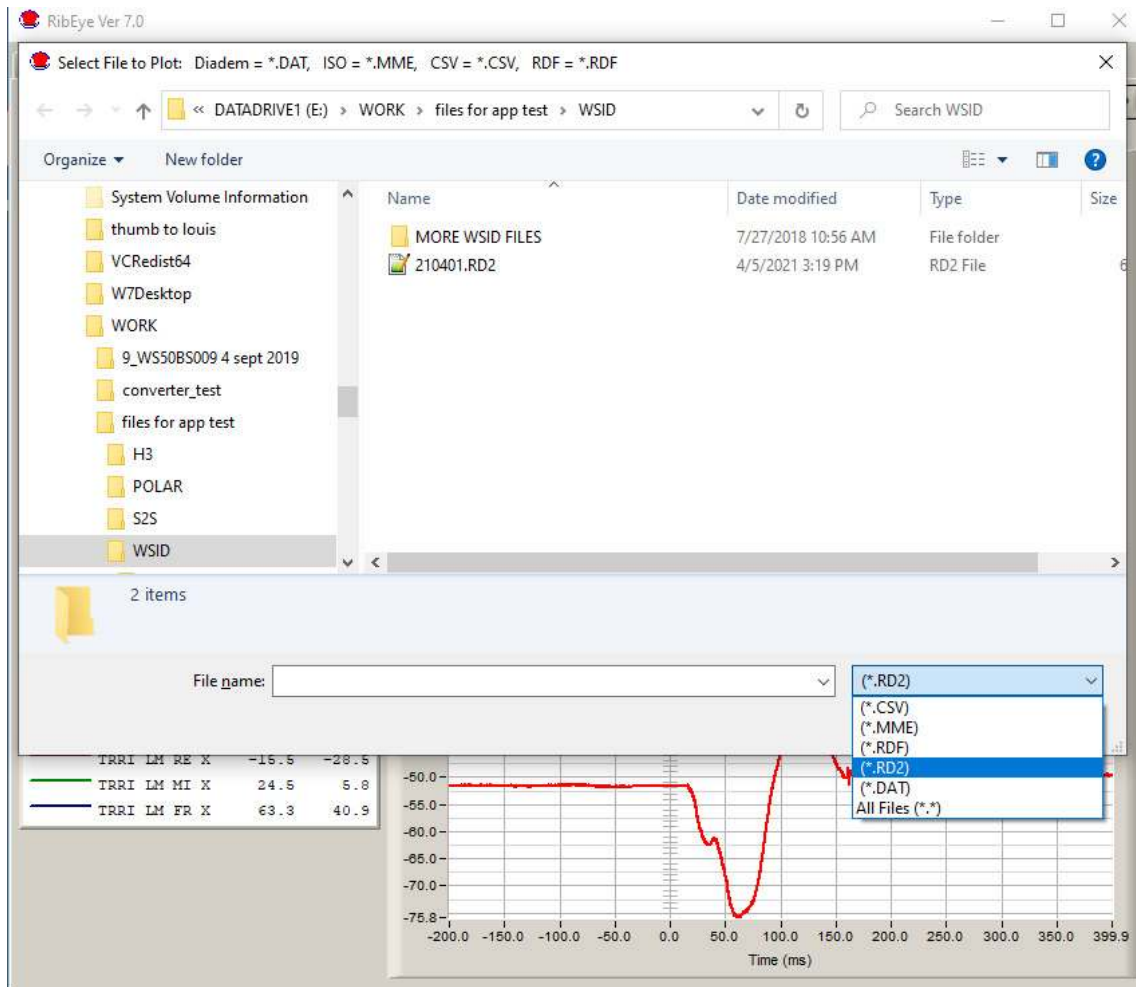 RibEye Ver 7.0
Select File to Plot: Diadem = *.DAT, ISO = *.MME, CSV = *.CSV, RDF = *.RDF
« DATADRIVE1 (E:) > WORK > files for app test > WSID
Search WSID
Organize New folder
System Volume Information
thumb to louis
VCRedist64
W7Desktop
WORK
9_WS50BS009 4 sept 2019
converter_test
files for app test
H3
POLAR
S2S
WSID
Name Date modified Type Size
MORE WSID FILES 7/27/2018 10:56 AM File folder
210401.RD2 4/5/2021 3:19 PM RD2 File 6
2 items
File name:
(*.RD2)
(*.CSV)
(*.MME)
(*.RDF)
(*.RD2)
(*.DAT)
All Files (*.*)
TRRI LM RE X -15.5 -28.5
TRRI LM MI X 24.5 5.8
TRRI LM FR X 63.3 40.9
-50.0
-55.0
-60.0
-65.0
-70.0
-75.8
-200.0 -150.0 -100.0 -50.0 0.0 50.0 100.0 150.0 200.0 250.0 300.0 350.0 399.9
Time (ms)